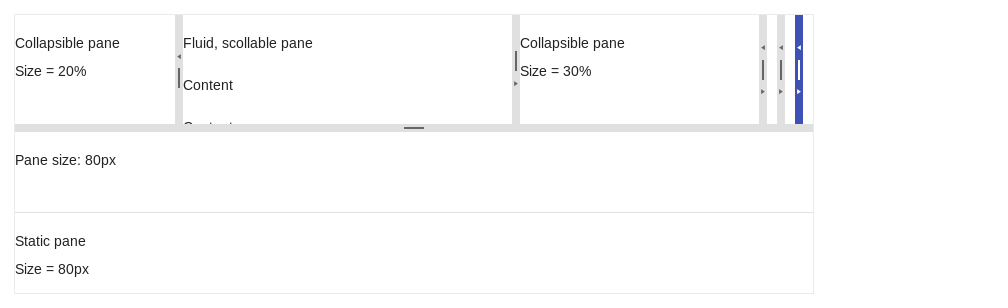 Collapsible pane
Size = 20%
Fluid, scollable pane
Content
Collapsible pane
Size = 30%
Pane size: 80px
Static pane
Size = 80px